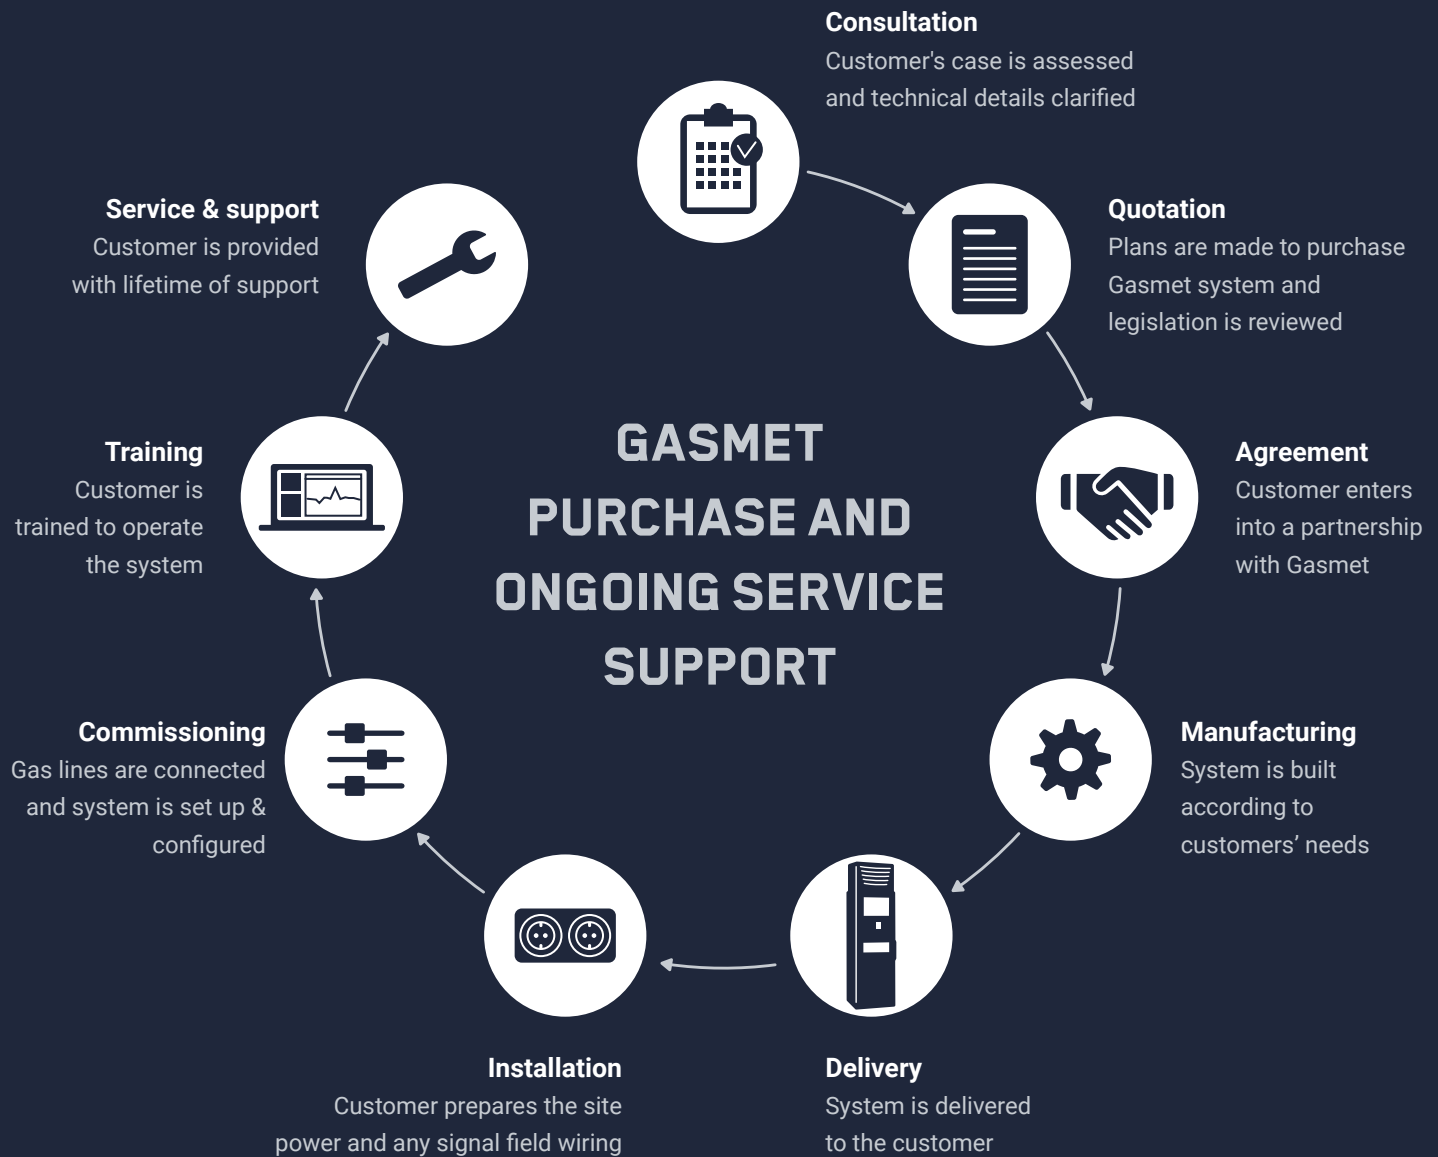 Consultation
Customer's case is assessed
and technical details clarified
Quotation
Plans are made to purchase
Gasmet system and
legislation is reviewed
Agreement
Customer enters
into a partnership
with Gasmet
Manufacturing
System is built
according to
customers’ needs
Delivery
System is delivered
to the customer
Installation
Customer prepares the site
power and any signal field wiring
Commissioning
Gas lines are connected
and system is set up &
configured
Training
Customer is
trained to operate
the system
Service & support
Customer is provided
with lifetime of support
GASMET
PURCHASE AND
ONGOING SERVICE
SUPPORT